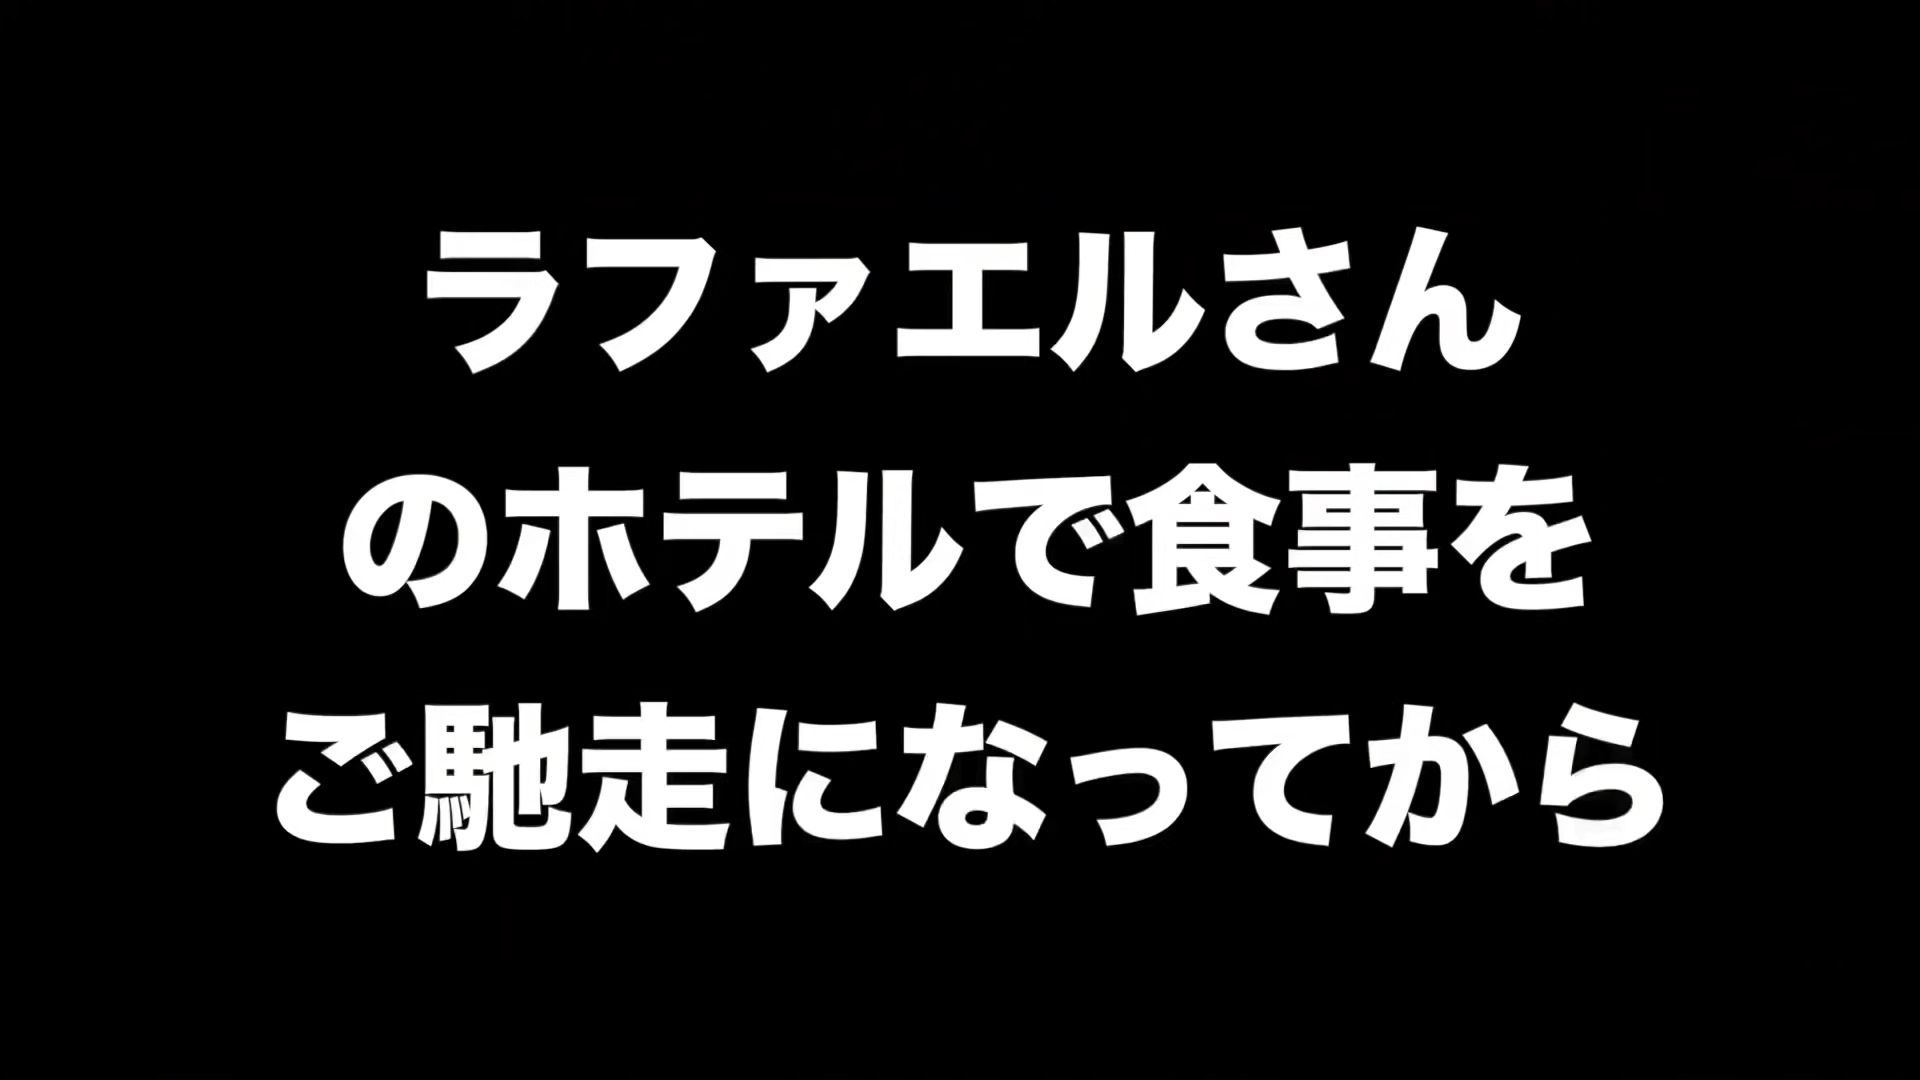 ラファエルさん
のホテルで食事を
ご馳走になってから